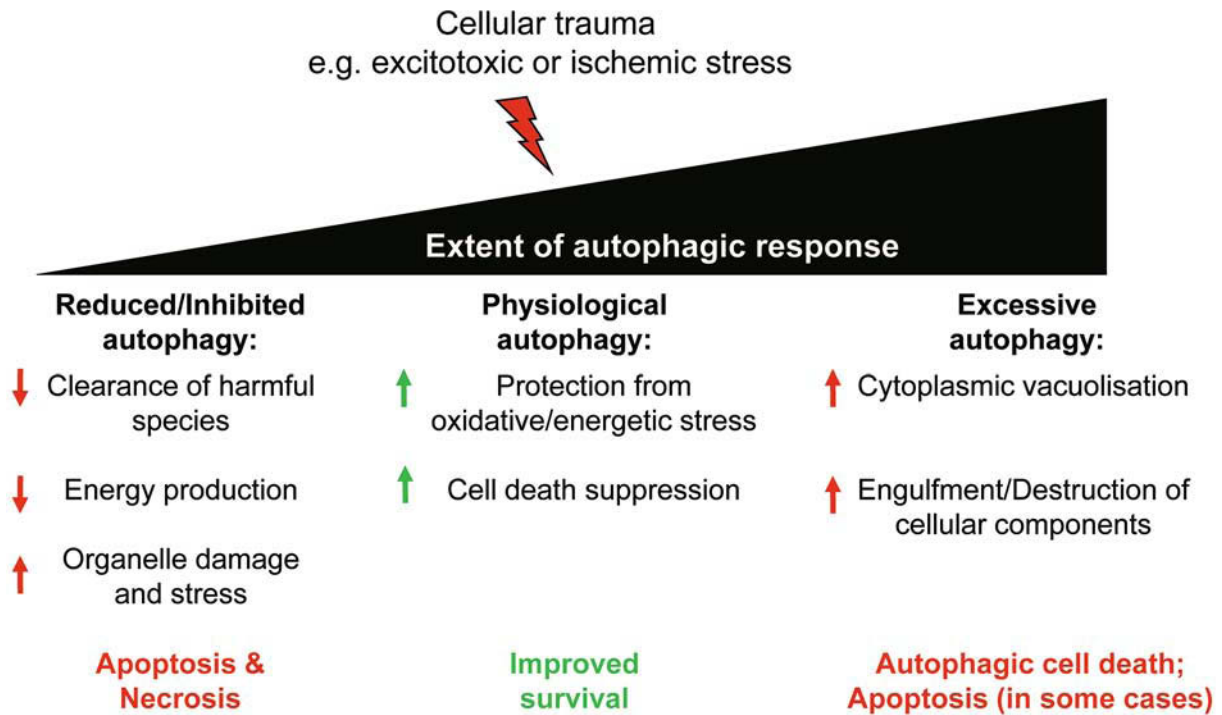 Cellular trauma
e.g. excitotoxic or ischemic stress
Extent of autophagic response
Reduced/Inhibited
autophagy:
Clearance of harmful
species
Energy production
Organelle damage
and stress
Apoptosis &
Necrosis
Physiological
autophagy:
Protection from
oxidative/energetic stress
Cell death suppression
Improved
survival
Excessive
autophagy:
Cytoplasmic vacuolisation
Engulfment/Destruction of
cellular components
Autophagic cell death;
Apoptosis (in some cases)